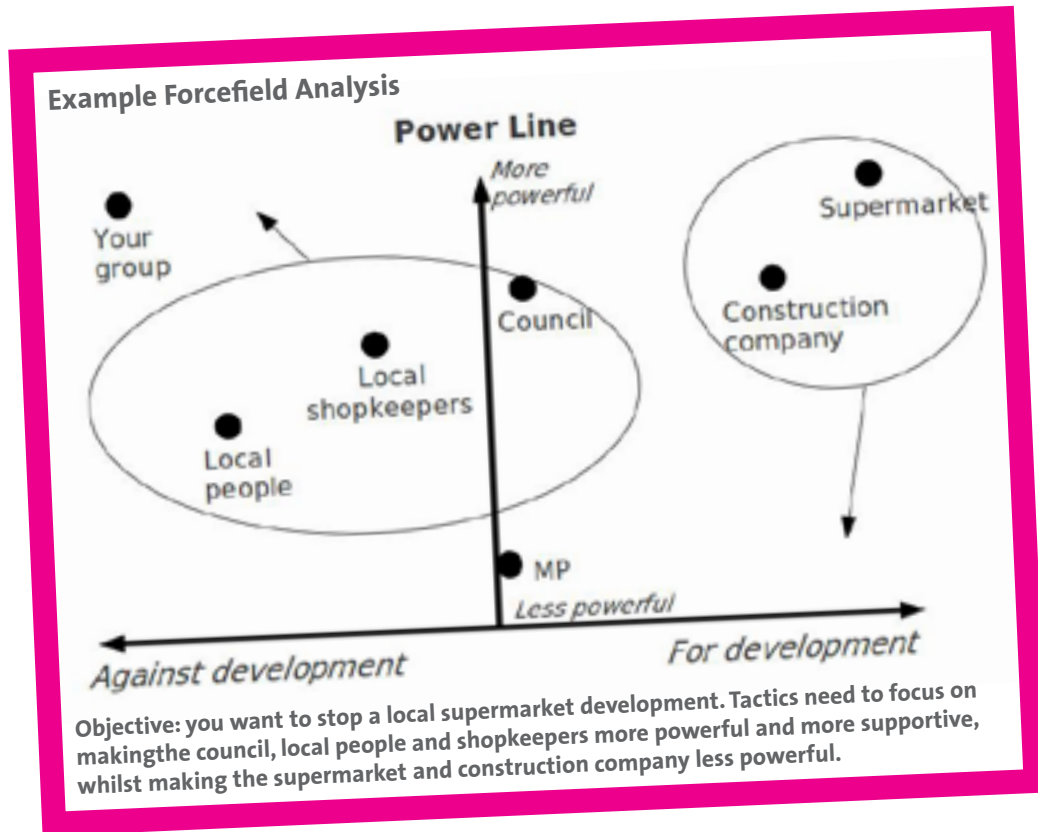 Example Forcefield Analysis
Power Line
More
powerful
Supermarket
Your
group
Construction
company
Council
Local
shopkeepers
Local
people
MP
Less powerful
Against development
For development
Objective: you want to stop a local supermarket development. Tactics need to focus on
makingthe council, local people and shopkeepers more powerful and more supportive,
whilst making the supermarket and construction company less powerful.